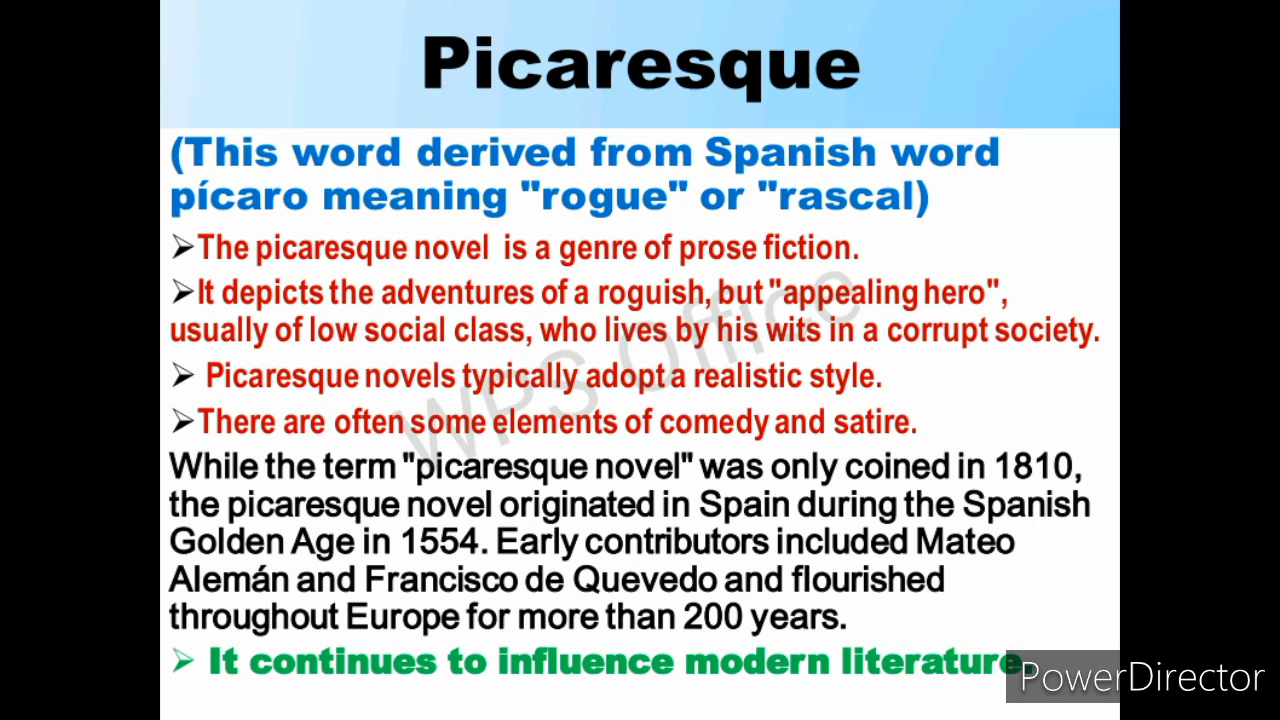 Picaresque
(This word derived from Spanish word
pícaro meaning "rogue" or "rascal)
➢The picaresque novel is a genre of prose fiction.
➢It depicts the adventures of a roguish, but "appealing hero",
usually of low social class, who lives by his wits in a corrupt society.
➢ Picaresque novels typically adopt a realistic style.
➢There are often some elements of comedy and satire.
While the term "picaresque novel" was only coined in 1810,
the picaresque novel originated in Spain during the Spanish
Golden Age in 1554. Early contributors included Mateo
Alemán and Francisco de Quevedo and flourished
throughout Europe for more than 200 years.
➢ It continues to influence modern literature.
WPS Office
PowerDirector